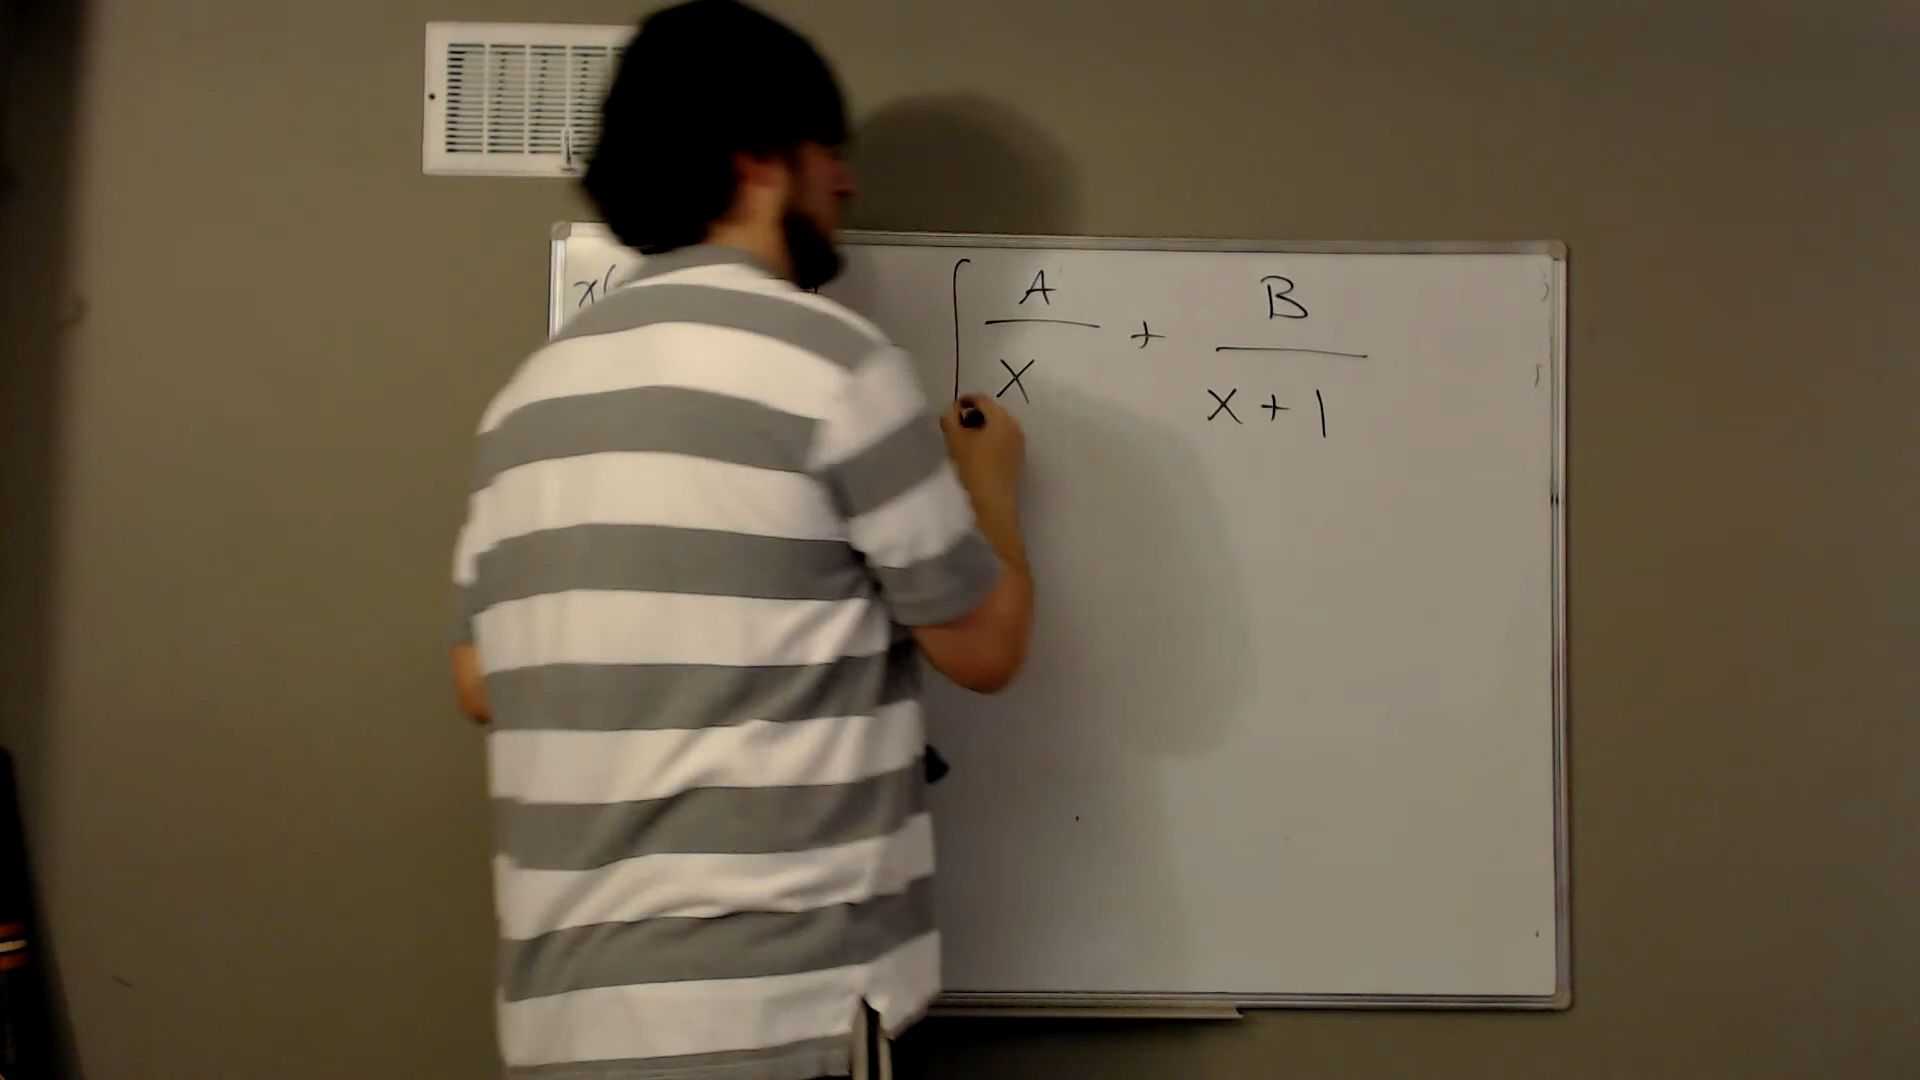 x(
[ A/X + B/(X + 1)